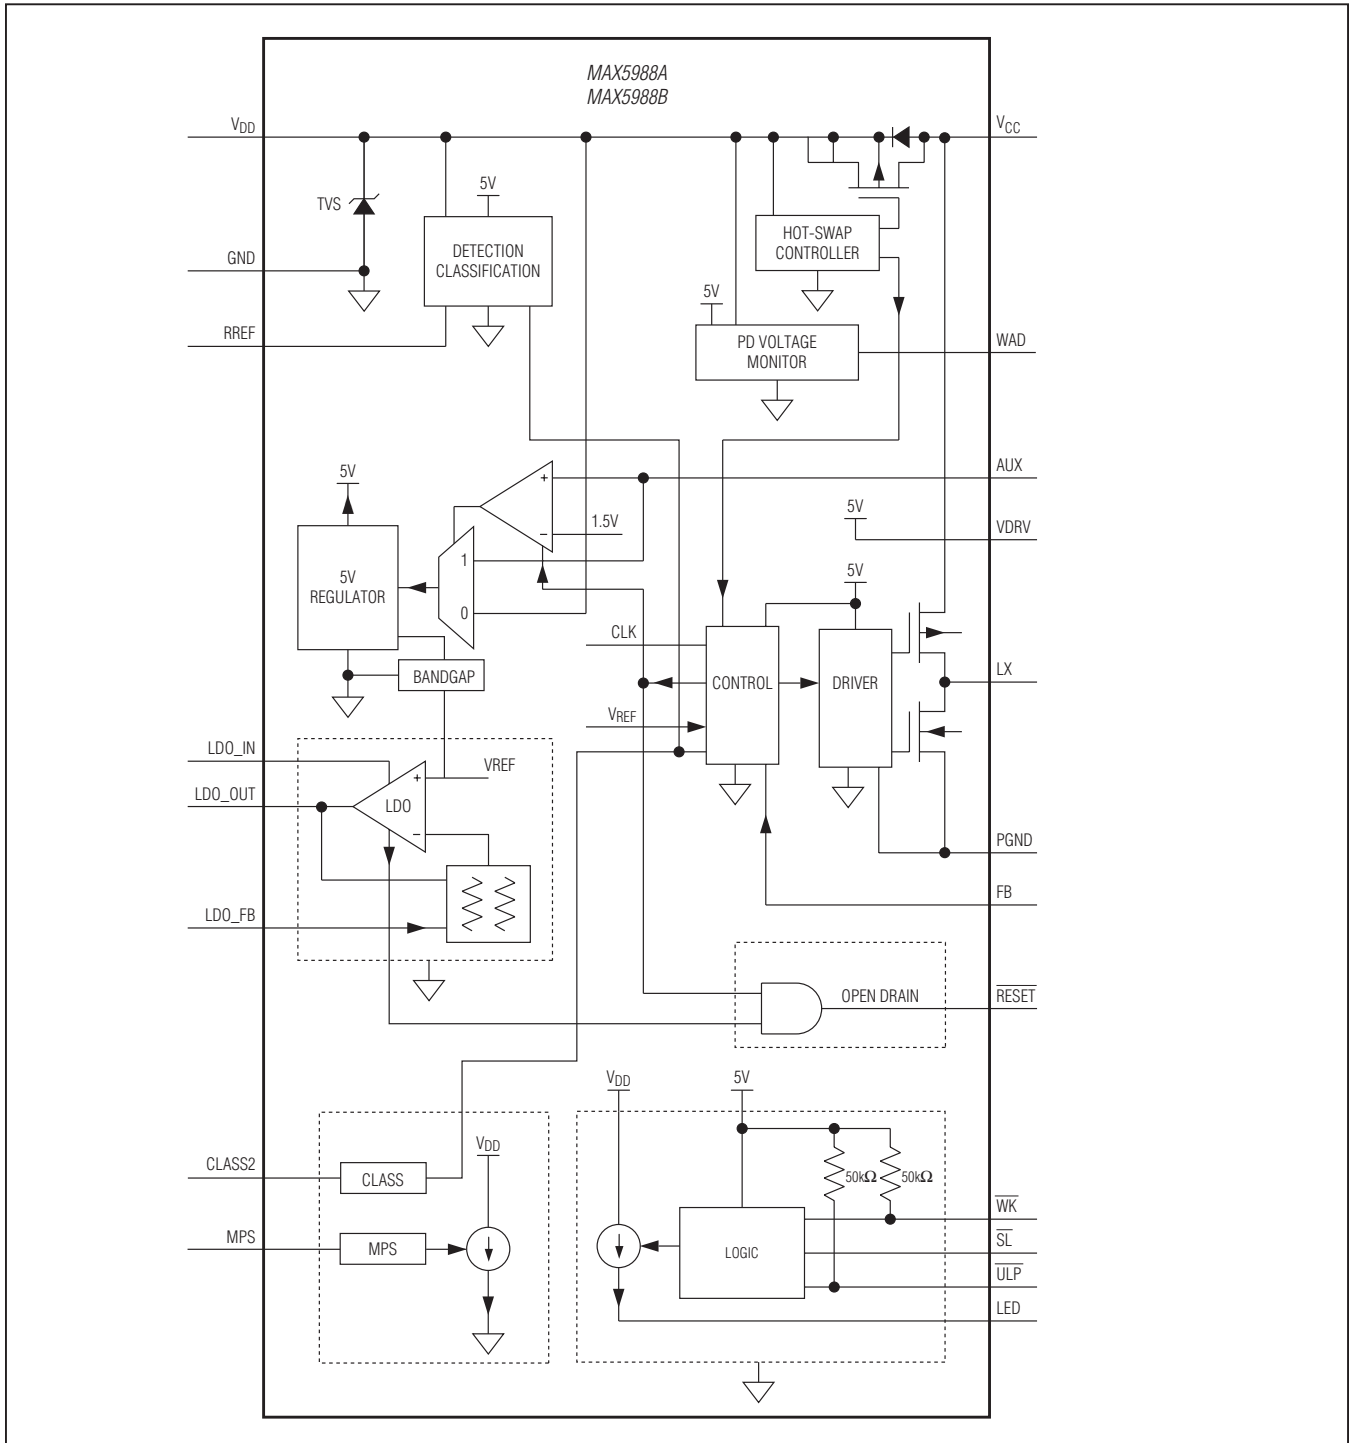 MAX5988A
MAX5988B
VDD
VCC
5V
TVS
DETECTION
CLASSIFICATION
HOT-SWAP
CONTROLLER
GND
5V
RREF
PD VOLTAGE
MONITOR
WAD
5V
+
AUX
−
1.5V
5V
VDRV
1
5V
REGULATOR
0
5V
CLK
BANDGAP
CONTROL
DRIVER
LX
VREF
LDO_IN
+
VREF
LDO_OUT
LDO
−
PGND
FB
LDO_FB
OPEN DRAIN
RESET
VDD
5V
VDD
CLASS2
CLASS
50kΩ
50kΩ
WK
MPS
MPS
LOGIC
SL
ULP
LED